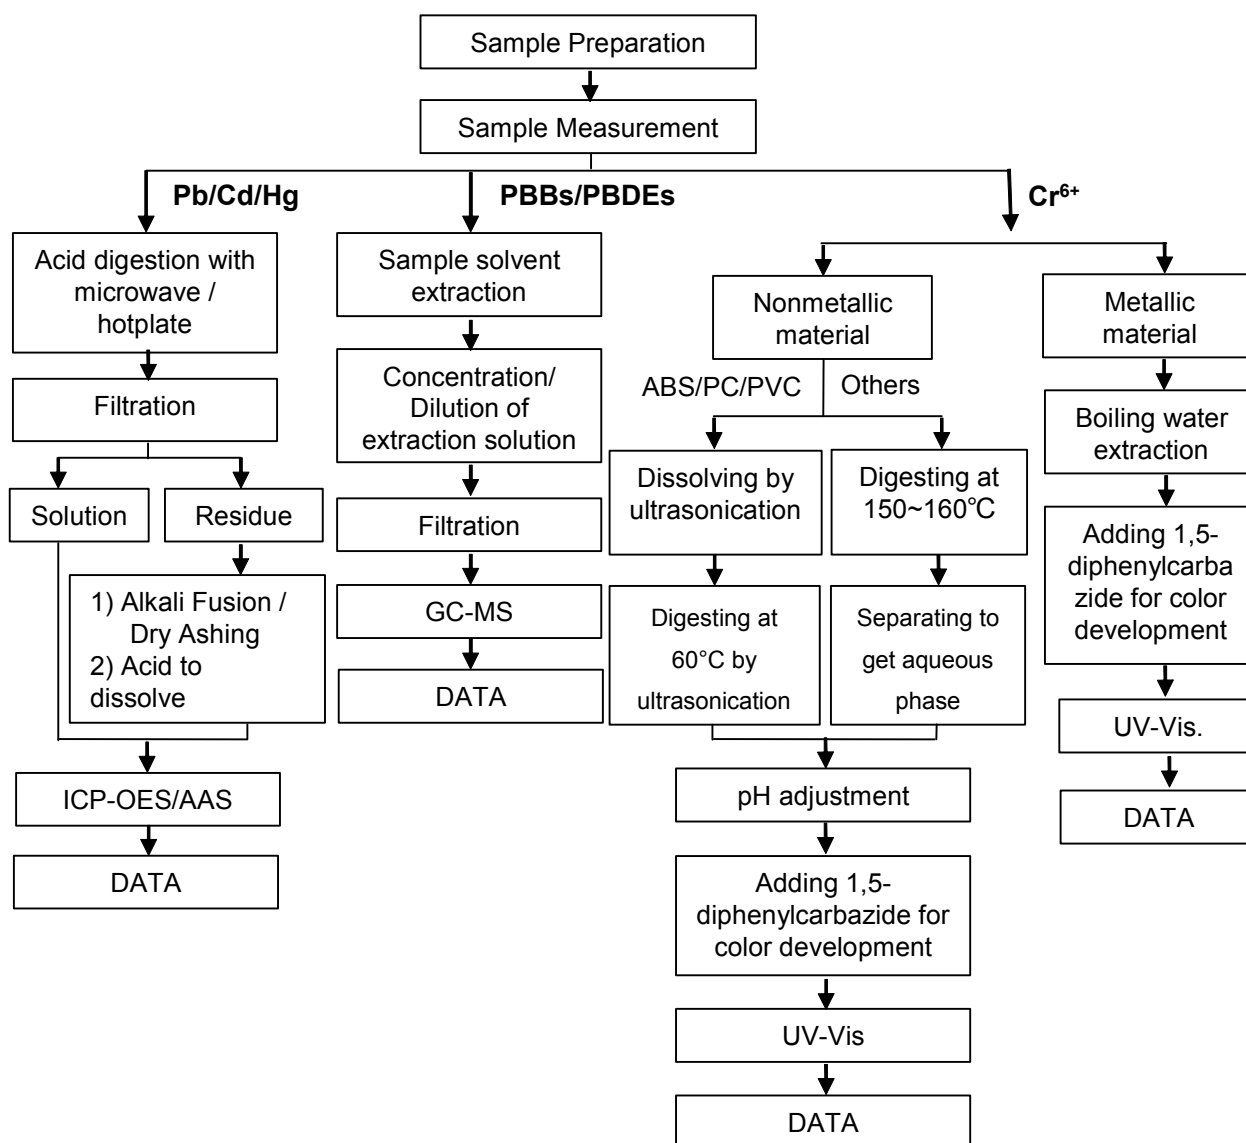 Sample Preparation
Sample Measurement
Pb/Cd/Hg
PBBs/PBDEs
Cr⁶⁺
Acid digestion with
microwave /
hotplate
Filtration
Solution
Residue
1) Alkali Fusion /
Dry Ashing
2) Acid to
dissolve
ICP-OES/AAS
DATA
Sample solvent
extraction
Concentration/
Dilution of
extraction solution
Filtration
GC-MS
DATA
Nonmetallic
material
ABS/PC/PVC
Others
Dissolving by
ultrasonication
Digesting at
60°C by
ultrasonication
Digesting at
150~160℃
Separating to
get aqueous
phase
pH adjustment
Adding 1,5-
diphenylcarbazide for
color development
UV-Vis
DATA
Metallic
material
Boiling water
extraction
Adding 1,5-
diphenylcarba
zide for color
development
UV-Vis.
DATA